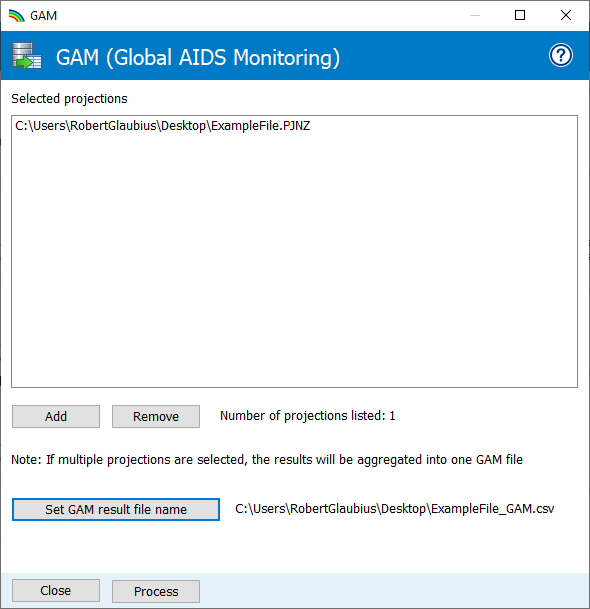 GAM
GAM (Global AIDS Monitoring)
?
Selected projections
C:\Users\RobertGlaubius\Desktop\ExampleFile.PJNZ
Add Remove Number of projections listed: 1
Note: If multiple projections are selected, the results will be aggregated into one GAM file
Set GAM result file name C:\Users\RobertGlaubius\Desktop\ExampleFile_GAM.csv
Close Process